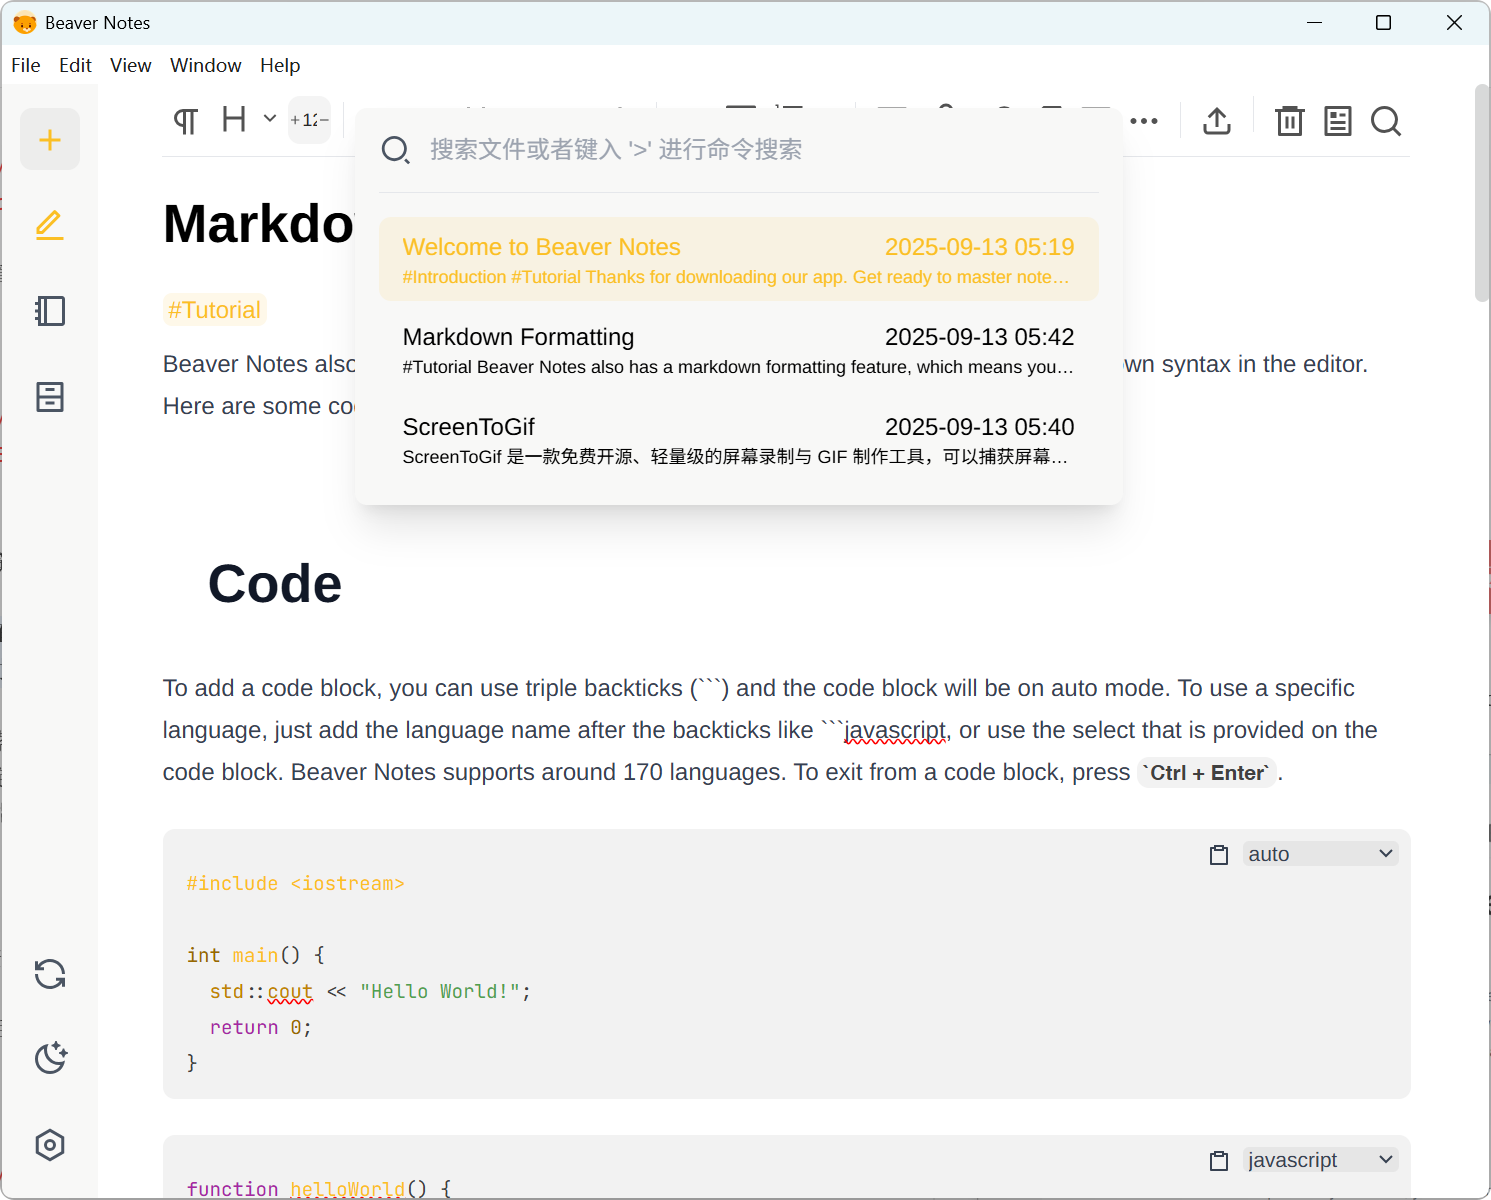 Beaver Notes
File Edit View Window Help
H +12−
搜索文件或者键入 '>' 进行命令搜索
Welcome to Beaver Notes 2025-09-13 05:19
#Introduction #Tutorial Thanks for downloading our app. Get ready to master note…
Markdown Formatting 2025-09-13 05:42
#Tutorial Beaver Notes also has a markdown formatting feature, which means you…
ScreenToGif 2025-09-13 05:40
ScreenToGif 是一款免费开源、轻量级的屏幕录制与 GIF 制作工具，可以捕获屏幕…
Markdo
#Tutorial
Beaver Notes also wn syntax in the editor.
Here are some co
Code
To add a code block, you can use triple backticks (```) and the code block will be on auto mode. To use a specific
language, just add the language name after the backticks like ```javascript, or use the select that is provided on the
code block. Beaver Notes supports around 170 languages. To exit from a code block, press `Ctrl + Enter`.
auto
#include <iostream>
int main() {
std::cout << "Hello World!";
return 0;
}
javascript
function helloWorld() {